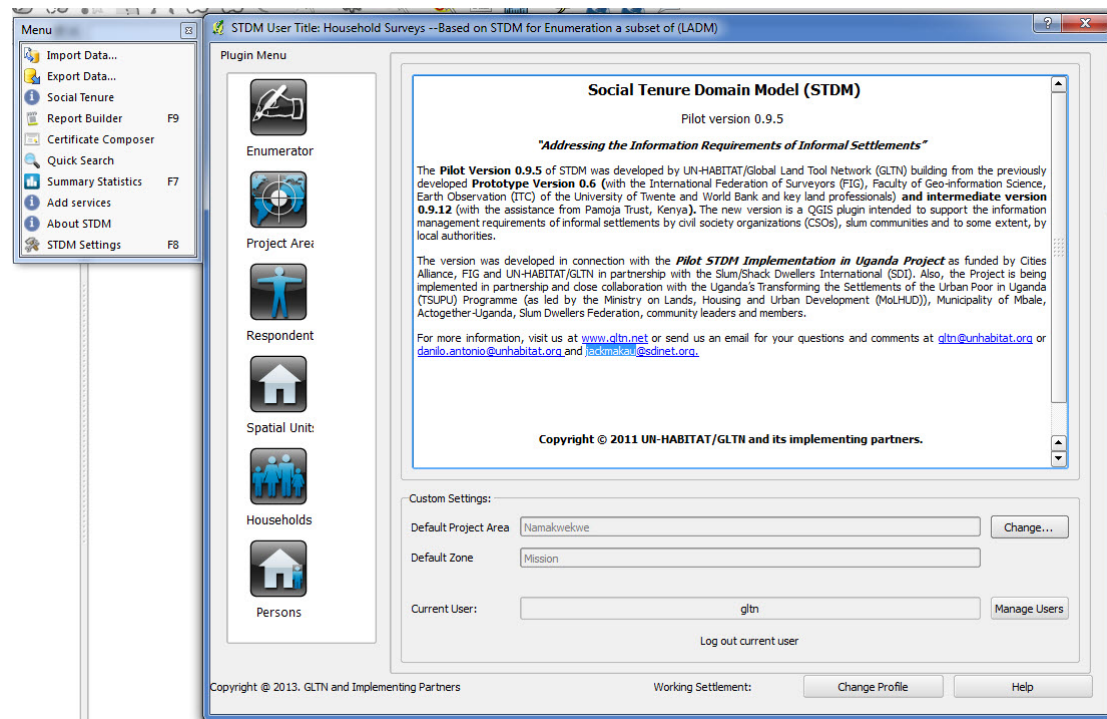 Menu
Import Data...
Export Data...
Social Tenure
Report Builder F9
Certificate Composer
Quick Search
Summary Statistics F7
Add services
About STDM
STDM Settings F8
STDM User Title: Household Surveys --Based on STDM for Enumeration a subset of (LADM)
Plugin Menu
Enumerator
Project Area
Respondent
Spatial Unit:
Households
Persons
Social Tenure Domain Model (STDM)
Pilot version 0.9.5
"Addressing the Information Requirements of Informal Settlements"
The Pilot Version 0.9.5 of STDM was developed by UN-HABITAT/Global Land Tool Network (GLTN) building from the previously
developed Prototype Version 0.6 (with the International Federation of Surveyors (FIG), Faculty of Geo-information Science,
Earth Observation (ITC) of the University of Twente and World Bank and key land professionals) and intermediate version
0.9.12 (with the assistance from Pamoja Trust, Kenya). The new version is a QGIS plugin intended to support the information
management requirements of informal settlements by civil society organizations (CSOs), slum communities and to some extent, by
local authorities.
The version was developed in connection with the Pilot STDM Implementation in Uganda Project as funded by Cities
Alliance, FIG and UN-HABITAT/GLTN in partnership with the Slum/Shack Dwellers International (SDI). Also, the Project is being
implemented in partnership and close collaboration with the Uganda's Transforming the Settlements of the Urban Poor in Uganda
(TSUPU) Programme (as led by the Ministry on Lands, Housing and Urban Development (MoLHUD)), Municipality of Mbale,
Actogether-Uganda, Slum Dwellers Federation, community leaders and members.
For more information, visit us at www.gltn.net or send us an email for your questions and comments at gltn@unhabitat.org or
danilo.antonio@unhabitat.org and jackmakau@sdinet.org.
Copyright © 2011 UN-HABITAT/GLTN and its implementing partners.
Custom Settings:
Default Project Area Namakwekwe Change...
Default Zone Mission
Current User: gltn Manage Users
Log out current user
Copyright @ 2013. GLTN and Implementing Partners Working Settlement: Change Profile Help